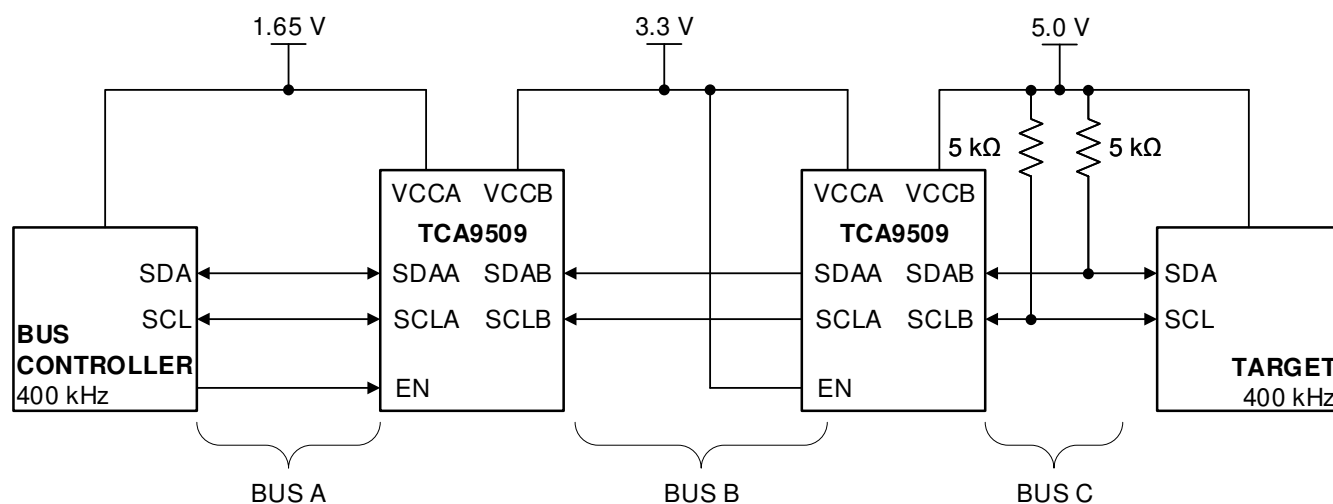 1.65 V 3.3 V 5.0 V
5 kΩ 5 kΩ
VCCA VCCB VCCA VCCB
TCA9509 TCA9509
SDA SDAA SDAB SDAA SDAB SDA
SCL SCLA SCLB SCLA SCLB SCL
BUS
CONTROLLER TARGET
400 kHz EN EN 400 kHz
BUS A BUS B BUS C